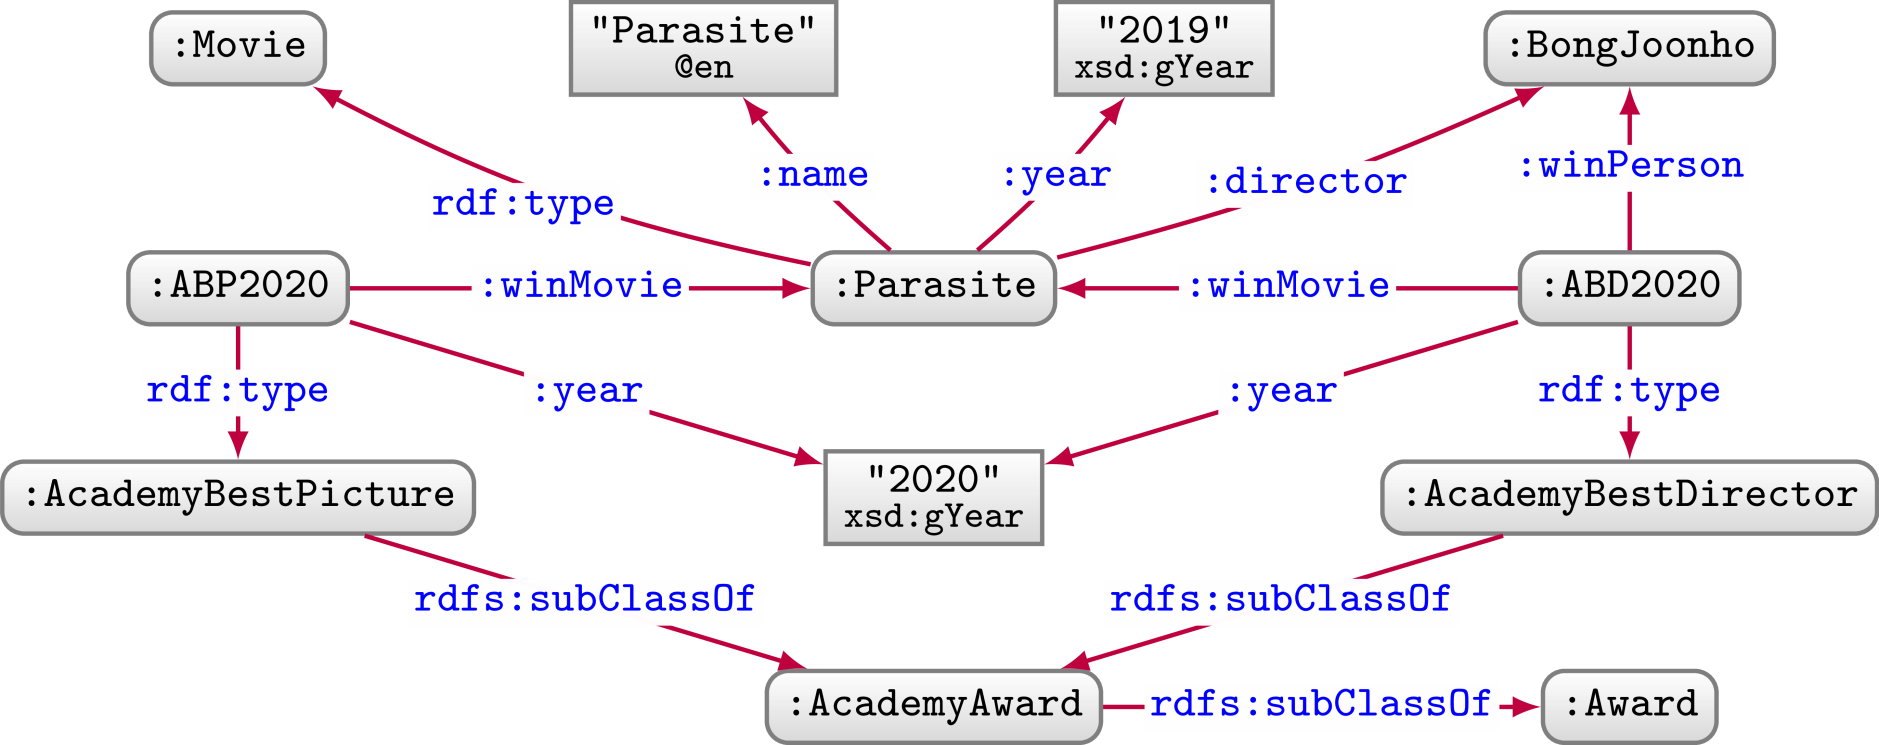 :Movie
"Parasite"
@en
"2019"
xsd:gYear
:BongJoonho
rdf:type
:name
:year
:director
:winPerson
:ABP2020
:winMovie
:Parasite
:winMovie
:ABD2020
rdf:type
:year
:year
rdf:type
:AcademyBestPicture
"2020"
xsd:gYear
:AcademyBestDirector
rdfs:subClassOf
rdfs:subClassOf
:AcademyAward
rdfs:subClassOf
:Award